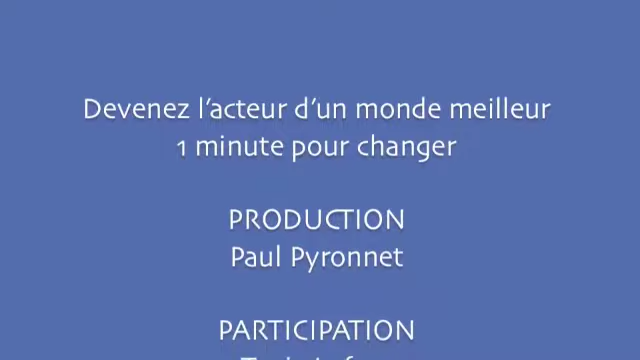 Devenez l’acteur d’un monde meilleur
1 minute pour changer
PRODUCTION
Paul Pyronnet
PARTICIPATION